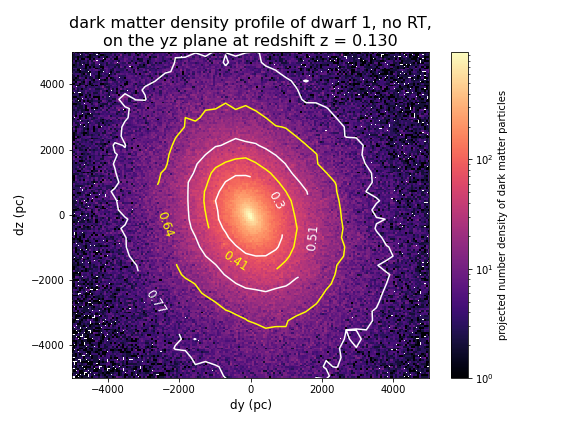 dark matter density profile of dwarf 1, no RT,
on the yz plane at redshift z = 0.130
4000
2000
0
−2000
−4000
dz (pc)
−4000 −2000 0 2000 4000
dy (pc)
0.3
0.51
0.64
0.41
0.77
10²
10¹
10⁰
projected number density of dark matter particles